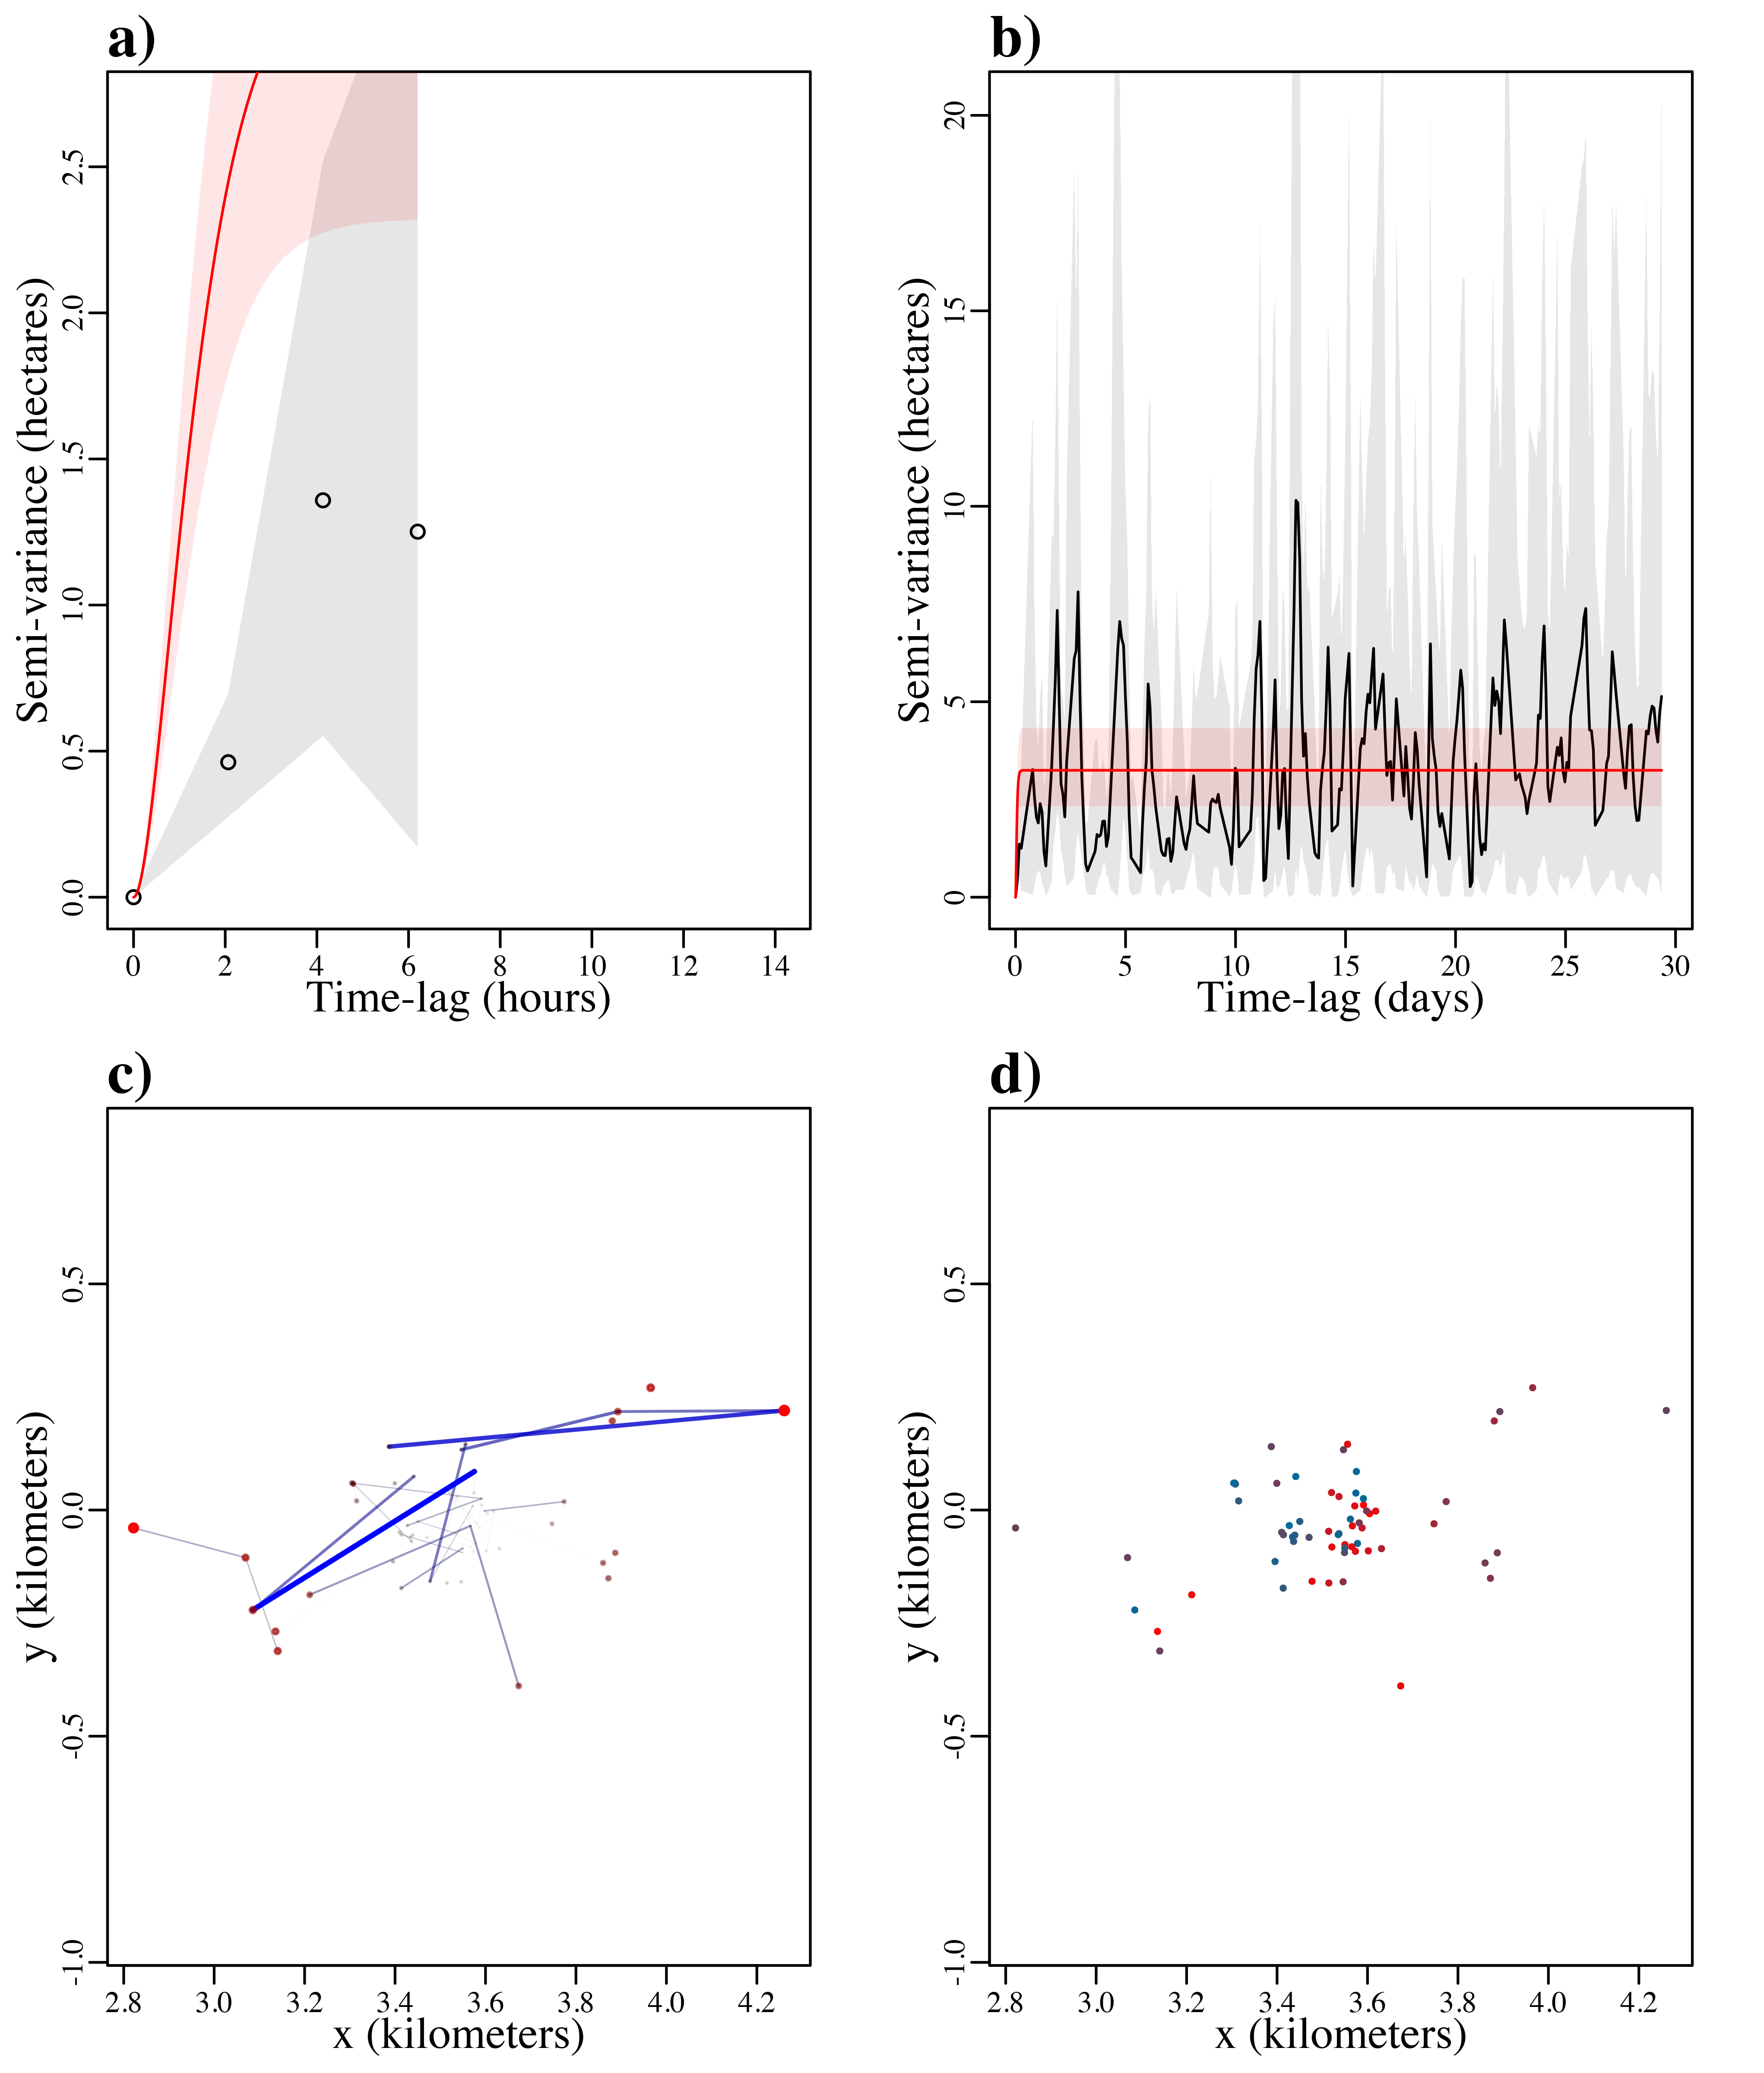 a)
Semi-variance (hectares)
0.0 0.5 1.0 1.5 2.0 2.5
0 2 4 6 8 10 12 14
Time-lag (hours)
b)
Semi-variance (hectares)
0 5 10 15 20
0 5 10 15 20 25 30
Time-lag (days)
c)
y (kilometers)
-1.0 -0.5 0.0 0.5
2.8 3.0 3.2 3.4 3.6 3.8 4.0 4.2
x (kilometers)
d)
y (kilometers)
-1.0 -0.5 0.0 0.5
2.8 3.0 3.2 3.4 3.6 3.8 4.0 4.2
x (kilometers)